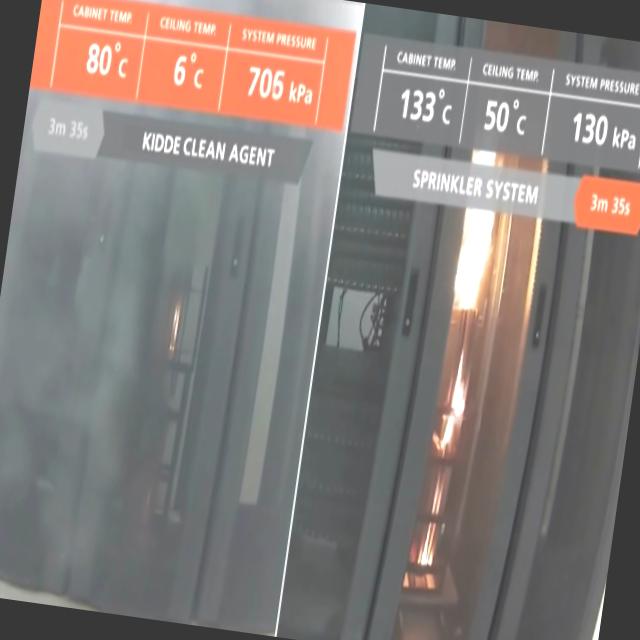 CABINET TEMP. CEILING TEMP. SYSTEM PRESSURE
80°C 6°C 706 kPa
3m 35s KIDDE CLEAN AGENT
CABINET TEMP. CEILING TEMP. SYSTEM PRESSURE
133°C 50°C 130 kPa
SPRINKLER SYSTEM 3m 35s